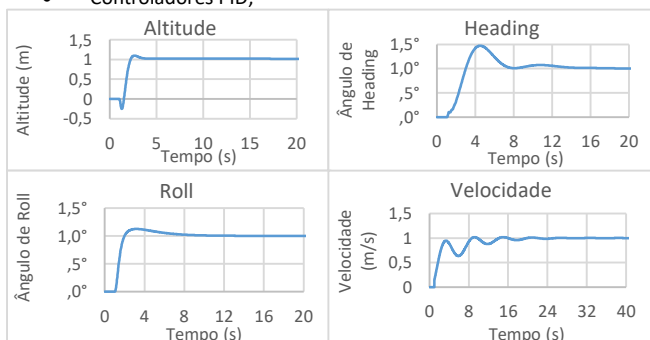 • Controladores PID;
Altitude
Altitude (m)
1,5
1
0,5
0
-0,5
0 5 10 15 20
Tempo (s)
Heading
Ângulo de
Heading
1,5°
1,0°
,5°
,0°
0 4 8 12 16 20
Tempo (s)
Roll
Ângulo de Roll
1,5°
1,0°
,5°
,0°
0 4 8 12 16 20
Tempo (s)
Velocidade
Velocidade
(m/s)
1,5
1
0,5
0
0 8 16 24 32 40
Tempo (s)